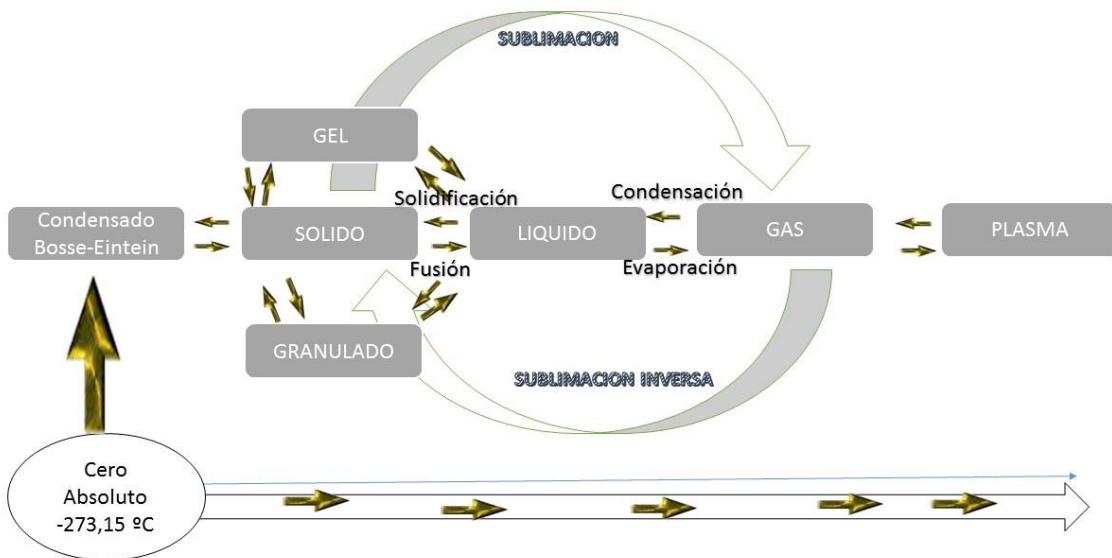 SUBLIMACION
GEL
Solidificación
Condensación
Condensado
Bosse-Eintein
SOLIDO
LIQUIDO
GAS
PLASMA
Fusión
Evaporación
GRANULADO
SUBLIMACION INVERSA
Cero
Absoluto
-273,15 ºC